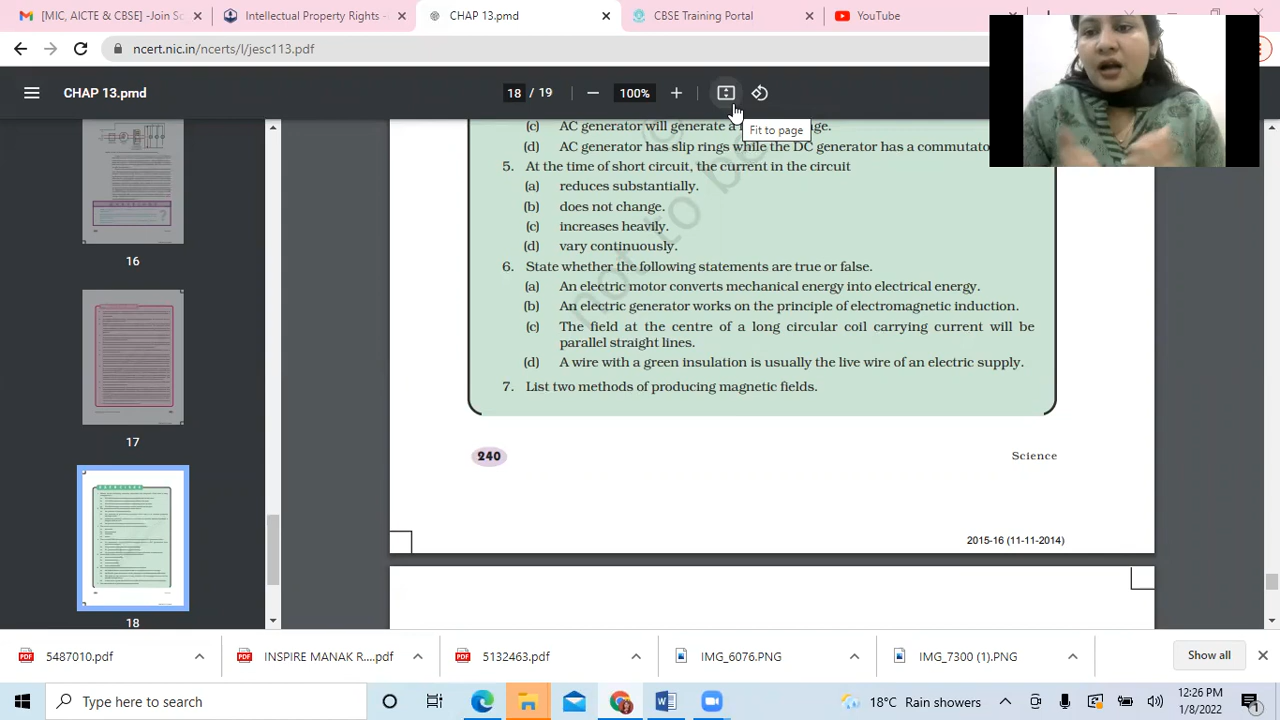 [MIC, AICTE & CBSE] -Join S
Intellectual Property Rights -
CHAP 13.pmd
CBSE Training Portal
YouTube
ncert.nic.in/ncerts/l/jesc113.pdf
CHAP 13.pmd
18 / 19
100%
Fit to page
(c) AC generator will generate a
ge.
(d) AC generator has slip rings while the DC generator has a commutato
5. At the time of short circuit, the current in the circuit
(a) reduces substantially.
(b) does not change.
(c) increases heavily.
(d) vary continuously.
6. State whether the following statements are true or false.
(a) An electric motor converts mechanical energy into electrical energy.
(b) An electric generator works on the principle of electromagnetic induction.
(c) The field at the centre of a long circular coil carrying current will be
parallel straight lines.
(d) A wire with a green insulation is usually the live wire of an electric supply.
7. List two methods of producing magnetic fields.
not to be
240
Science
2015-16 (11-11-2014)
16
17
18
5487010.pdf
INSPIRE MANAK R....pdf
5132463.pdf
IMG_6076.PNG
IMG_7300 (1).PNG
Show all
Type here to search
18°C Rain showers
12:26 PM
1/8/2022